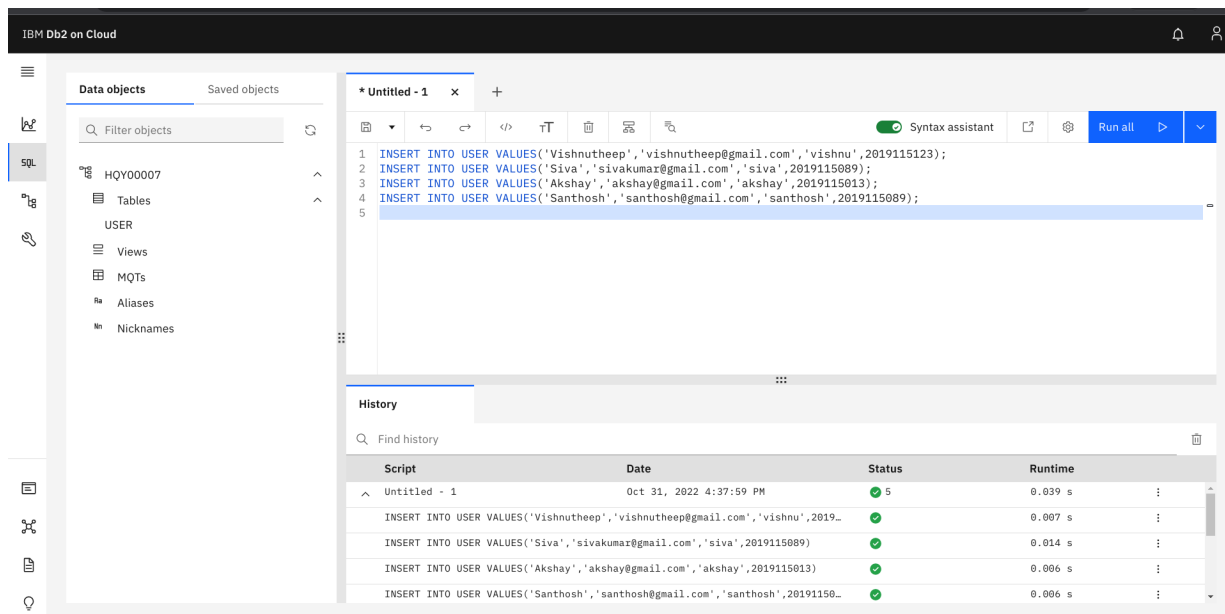 IBM Db2 on Cloud
Data objects
Saved objects
* Untitled - 1
Filter objects
Syntax assistant
Run all
SQL
HQY00007
Tables
USER
Views
MQTs
Aliases
Nicknames
1 INSERT INTO USER VALUES('Vishnutheep','vishnutheep@gmail.com','vishnu',2019115123);
2 INSERT INTO USER VALUES('Siva','sivakumar@gmail.com','siva',2019115089);
3 INSERT INTO USER VALUES('Akshay','akshay@gmail.com','akshay',2019115013);
4 INSERT INTO USER VALUES('Santhosh','santhosh@gmail.com','santhosh',2019115089);
5
History
Find history
Script Date Status Runtime
Untitled - 1 Oct 31, 2022 4:37:59 PM 5 0.039 s
INSERT INTO USER VALUES('Vishnutheep','vishnutheep@gmail.com','vishnu',2019… 0.007 s
INSERT INTO USER VALUES('Siva','sivakumar@gmail.com','siva',2019115089) 0.014 s
INSERT INTO USER VALUES('Akshay','akshay@gmail.com','akshay',2019115013) 0.006 s
INSERT INTO USER VALUES('Santhosh','santhosh@gmail.com','santhosh',20191150… 0.006 s